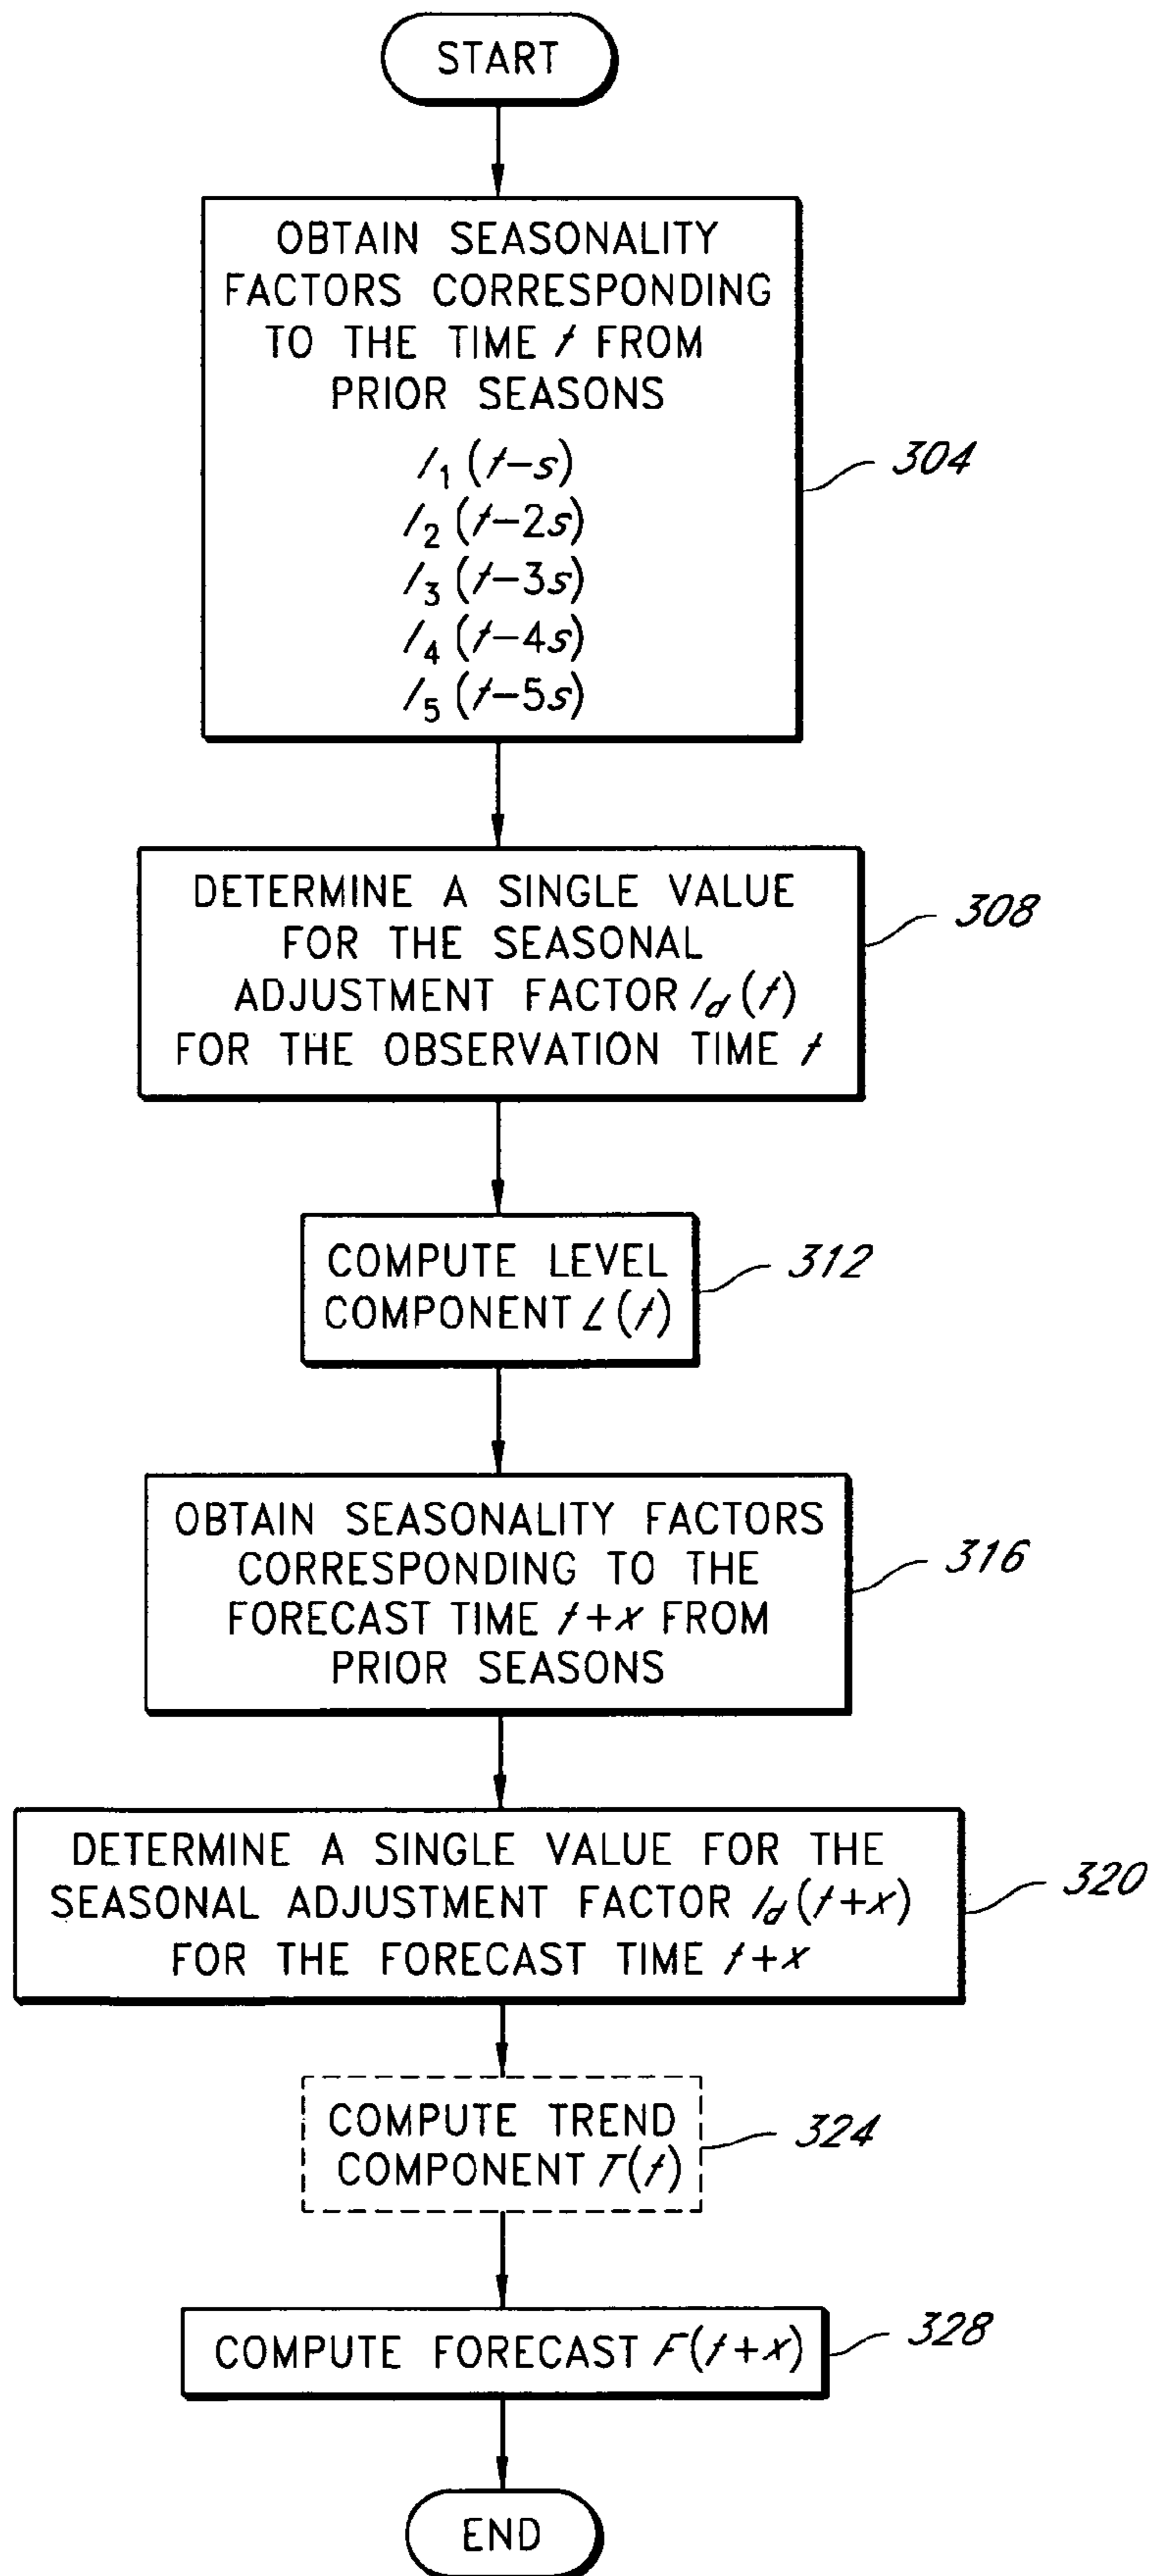 START
OBTAIN SEASONALITY
FACTORS CORRESPONDING
TO THE TIME t FROM
PRIOR SEASONS
I₁(t-s)
I₂(t-2s)
I₃(t-3s)
I₄(t-4s)
I₅(t-5s)
304
DETERMINE A SINGLE VALUE
FOR THE SEASONAL
ADJUSTMENT FACTOR I_d(t)
FOR THE OBSERVATION TIME t
308
COMPUTE LEVEL
COMPONENT L(t)
312
OBTAIN SEASONALITY FACTORS
CORRESPONDING TO THE
FORECAST TIME t+x FROM
PRIOR SEASONS
316
DETERMINE A SINGLE VALUE FOR THE
SEASONAL ADJUSTMENT FACTOR I_d(t+x)
FOR THE FORECAST TIME t+x
320
COMPUTE TREND
COMPONENT T(t)
324
COMPUTE FORECAST F(t+x)
328
END